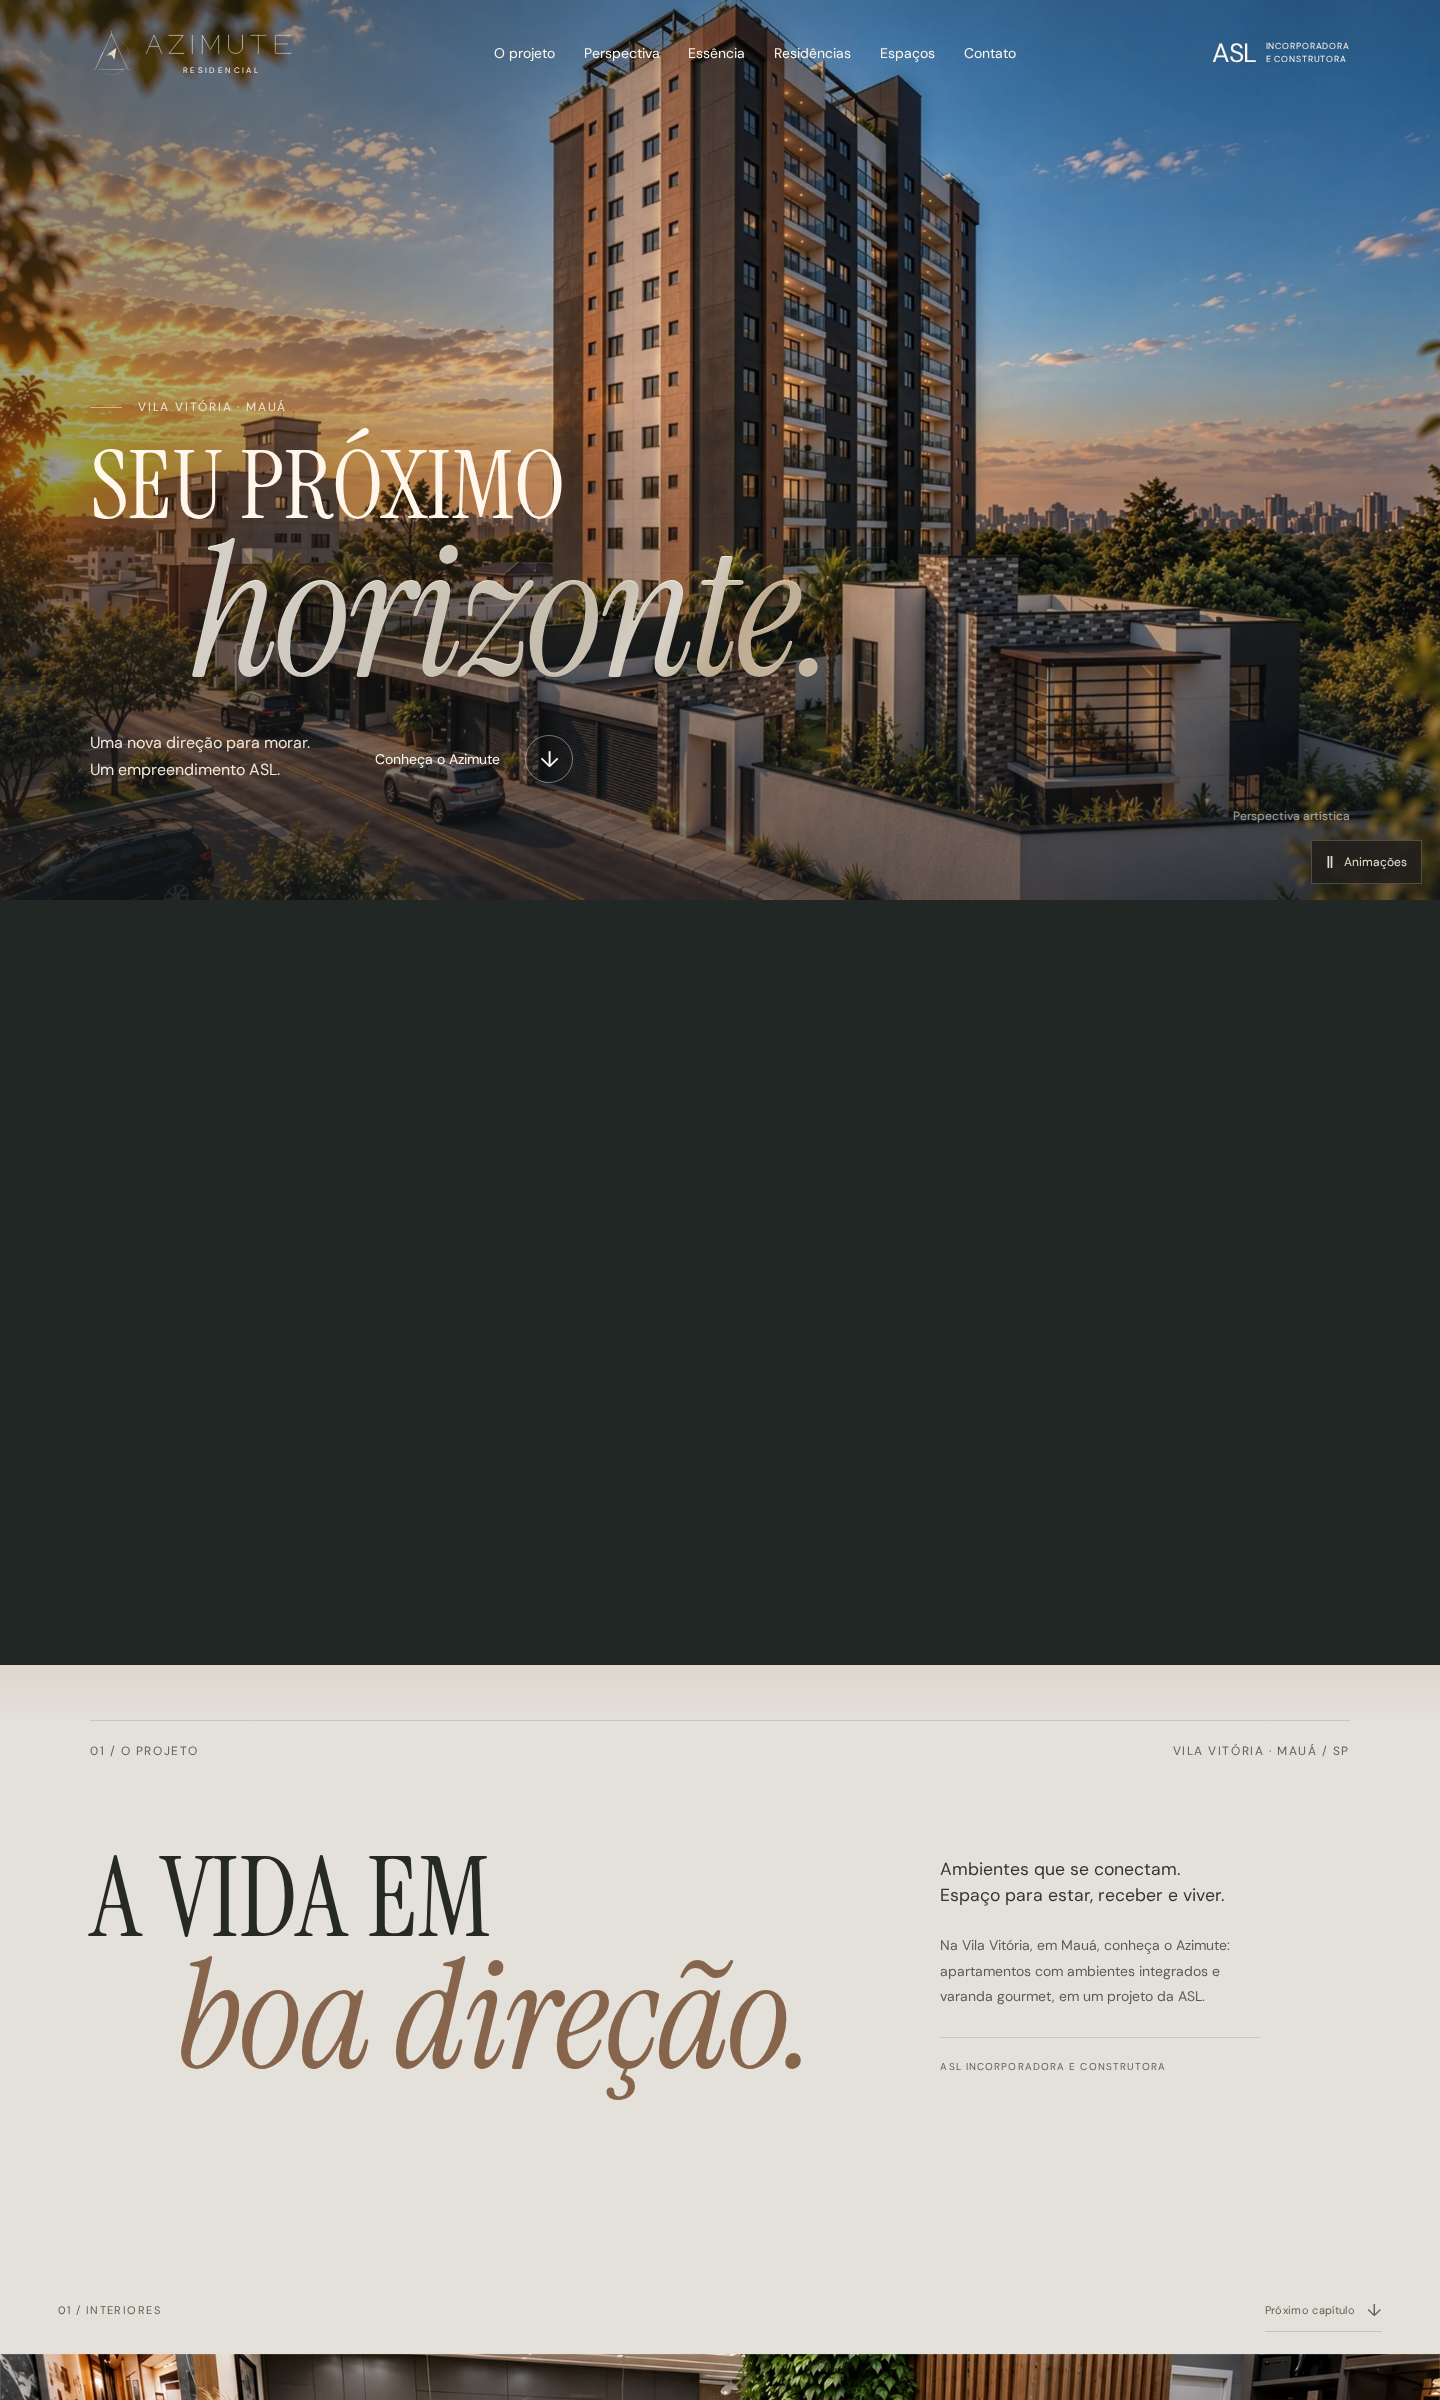 AZIMUTE
RESIDENCIAL
O projeto
Perspectiva
Essência
Residências
Espaços
Contato
ASL
INCORPORADORA
E CONSTRUTORA
VILA VITÓRIA · MAUÁ
SEU PRÓXIMO
horizonte.
Uma nova direção para morar.
Um empreendimento ASL.
Conheça o Azimute
Perspectiva artística
Animações
01 / O PROJETO
VILA VITÓRIA · MAUÁ / SP
A VIDA EM
boa direção.
Ambientes que se conectam.
Espaço para estar, receber e viver.
Na Vila Vitória, em Mauá, conheça o Azimute:
apartamentos com ambientes integrados e
varanda gourmet, em um projeto da ASL.
ASL INCORPORADORA E CONSTRUTORA
01 / INTERIORES
Próximo capítulo